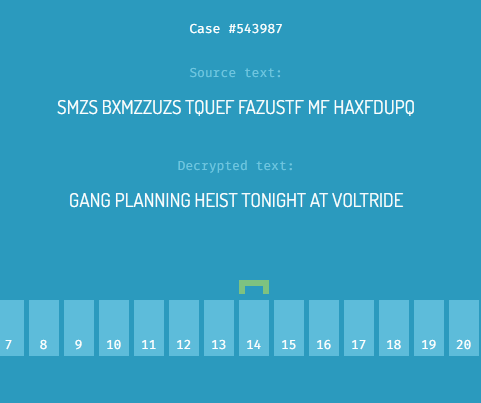 Case #543987
Source text:
SMZS BXMZZUZS TQUEF FAZUSTF MF HAXFDUPQ
Decrypted text:
GANG PLANNING HEIST TONIGHT AT VOLTRIDE
7 8 9 10 11 12 13 14 15 16 17 18 19 20